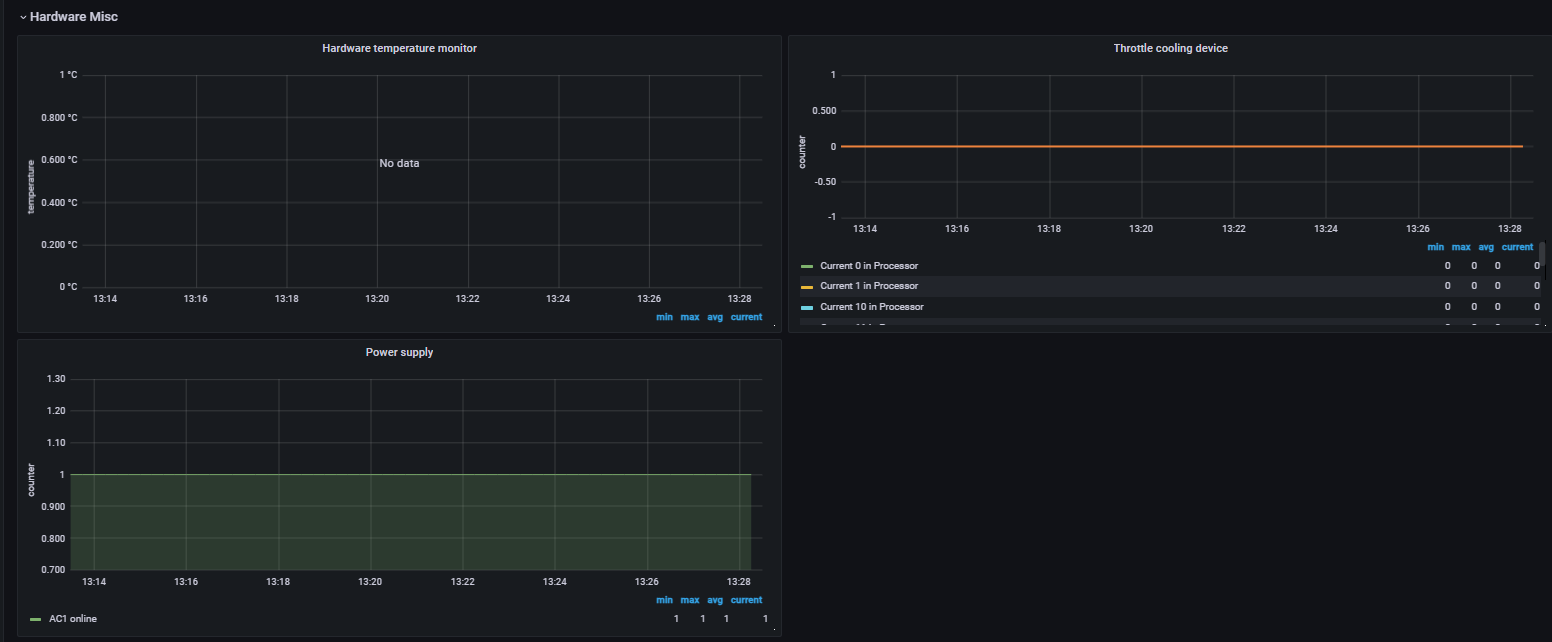 Hardware Misc
Hardware temperature monitor
1 °C
0.800 °C
0.600 °C
0.400 °C
0.200 °C
0 °C
temperature
No data
13:14 13:16 13:18 13:20 13:22 13:24 13:26 13:28
min max avg current
Throttle cooling device
1
0.500
0
-0.50
-1
counter
13:14 13:16 13:18 13:20 13:22 13:24 13:26 13:28
min max avg current
Current 0 in Processor 0 0 0 0
Current 1 in Processor 0 0 0 0
Current 10 in Processor 0 0 0 0
Power supply
1.30
1.20
1.10
1
0.900
0.800
0.700
counter
13:14 13:16 13:18 13:20 13:22 13:24 13:26 13:28
min max avg current
AC1 online 1 1 1 1